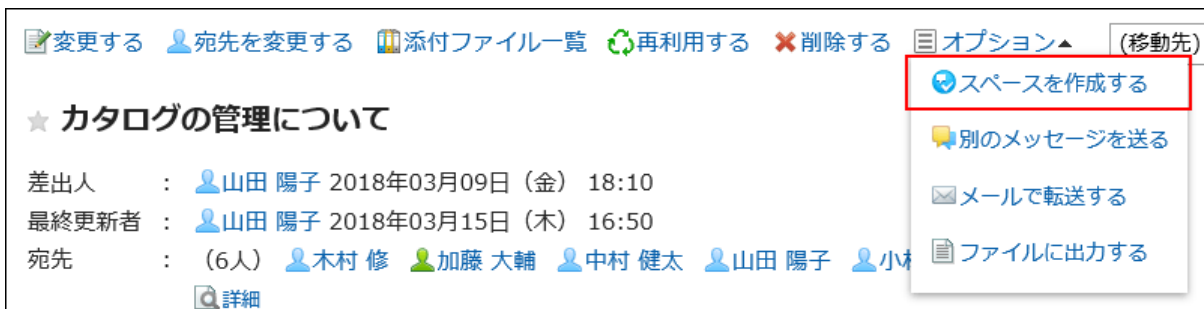 変更する 宛先を変更する 添付ファイル一覧 再利用する 削除する オプション▲ (移動先)
スペースを作成する
カタログの管理について
別のメッセージを送る
差出人 : 山田 陽子 2018年03月09日（金） 18:10
メールで転送する
最終更新者 : 山田 陽子 2018年03月15日（木） 16:50
宛先 : （6人） 木村 修 加藤 大輔 中村 健太 山田 陽子 小
ファイルに出力する
詳細